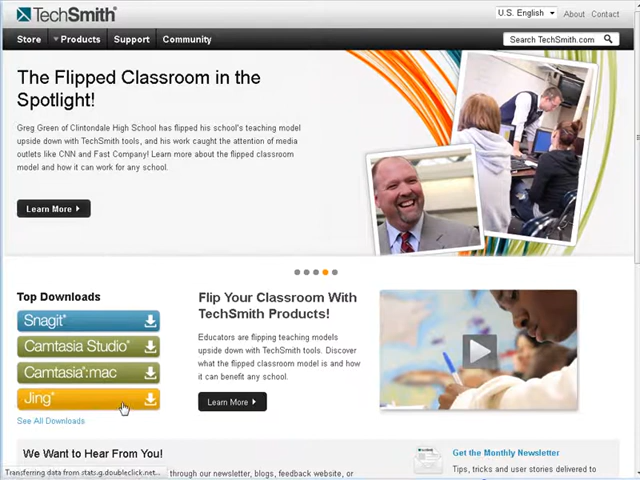 TechSmith®
U.S. English
About
Contact
Store
Products
Support
Community
Search TechSmith.com
The Flipped Classroom in the
Spotlight!
Greg Green of Clintondale High School has flipped his school's teaching model
upside down with TechSmith tools, and his work caught the attention of media
outlets like CNN and Fast Company! Learn more about the flipped classroom
model and how it can work for any school.
Learn More
Top Downloads
Snagit®
Camtasia Studio®
Camtasia®:mac
Jing®
See All Downloads
Flip Your Classroom With
TechSmith Products!
Educators are flipping teaching models
upside down with TechSmith tools. Discover
what the flipped classroom model is and how
it can benefit any school.
Learn More
We Want to Hear From You!
through our newsletter, blogs, feedback website, or
Get the Monthly Newsletter
Tips, tricks and user stories delivered to
Transferring data from stats.g.doubleclick.net...